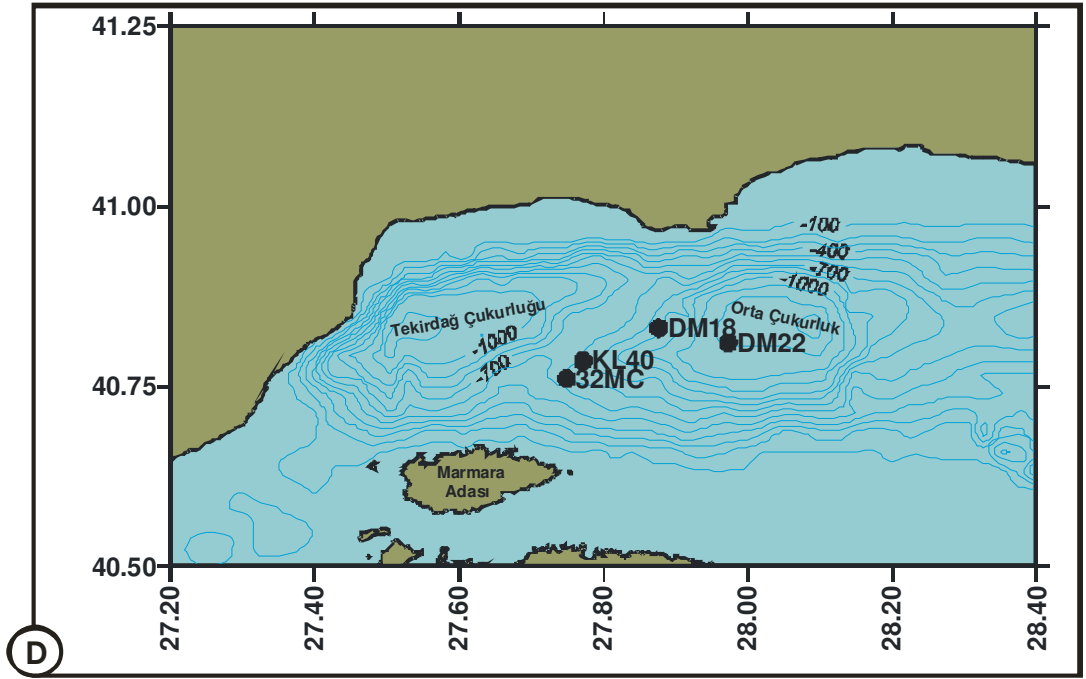 41.25
41.00
-100
-400
-700
-1000
Tekirdağ Çukurluğu
Orta Çukurluk
DM18
-1000
DM22
KL40
-700
32MC
40.75
Marmara
Adası
40.50
27.20
27.40
27.60
27.80
28.00
28.20
28.40
D